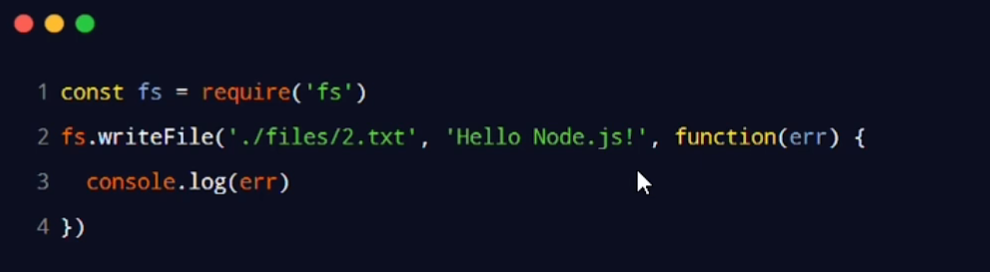 1 const fs = require('fs')
2 fs.writeFile('./files/2.txt', 'Hello Node.js!', function(err) {
3   console.log(err)
4 })